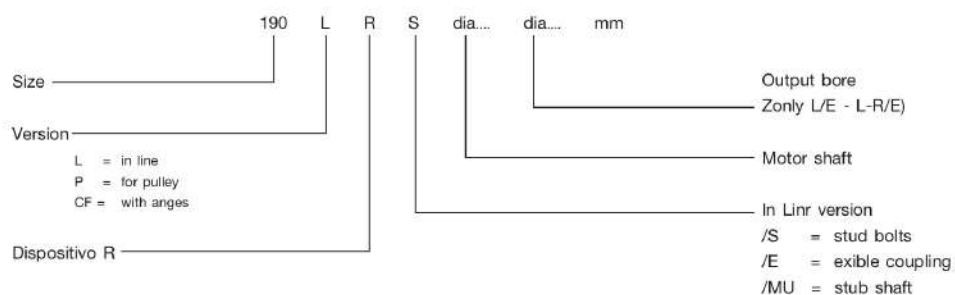 190 L R S dia.... dia.... mm
Size
Output bore
Zonly L/E - L-R/E)
Version
L = in line
P = for pulley
CF = with anges
Motor shaft
In Linr version
/S = stud bolts
/E = exible coupling
/MU = stub shaft
Dispositivo R